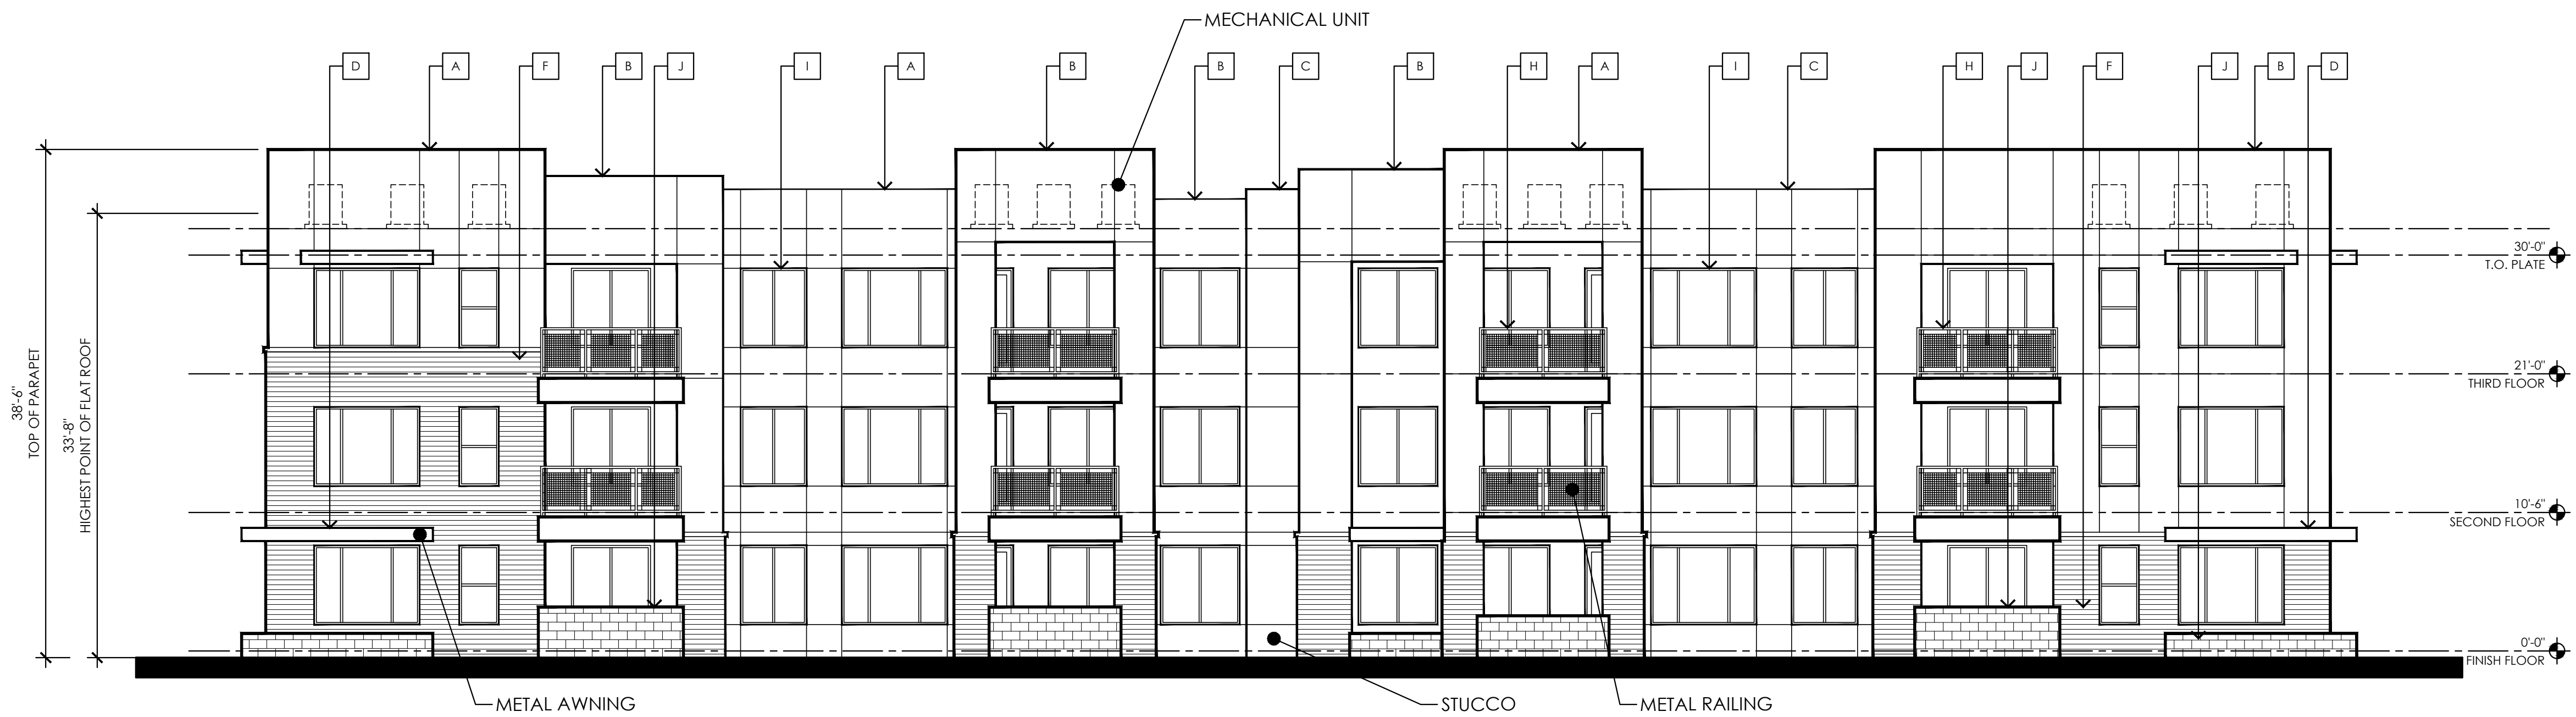 MECHANICAL UNIT
D
A
F
B
J
I
A
B
B
C
B
H
A
I
C
H
J
F
J
B
D
38'-6"
TOP OF PARAPET
33'-8"
HIGHEST POINT OF FLAT ROOF
30'-0"
T.O. PLATE
21'-0"
THIRD FLOOR
10'-6"
SECOND FLOOR
0'-0"
FINISH FLOOR
METAL AWNING
STUCCO
METAL RAILING